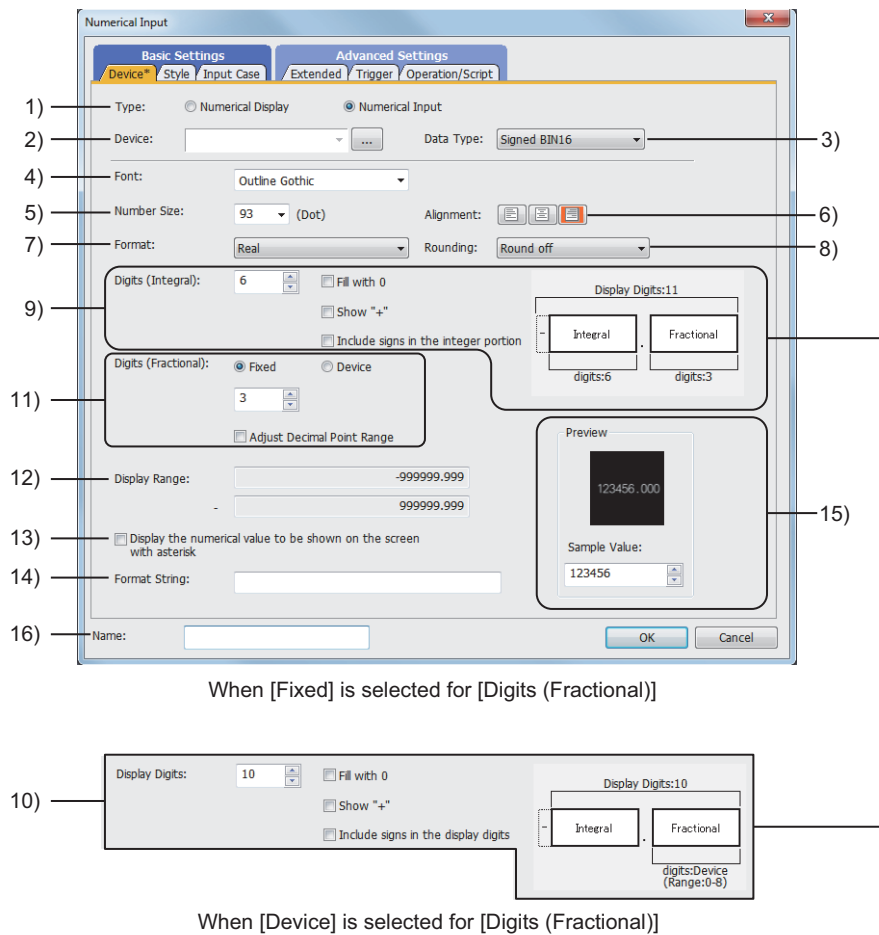 Numerical Input
x
Basic Settings
Advanced Settings
Device* Style Input Case Extended Trigger Operation/Script
1) Type: Numerical Display Numerical Input
2) Device: ... Data Type: Signed BIN16 3)
4) Font: Outline Gothic
5) Number Size: 93 (Dot) Alignment: 6)
7) Format: Real Rounding: Round off 8)
9) Digits (Integral): 6 Fill with 0
Show "+"
Include signs in the integer portion
Display Digits:11
- Integral . Fractional
digits:6 digits:3
11) Digits (Fractional): Fixed Device
3
Adjust Decimal Point Range
12) Display Range: -999999.999
- 999999.999
13) Display the numerical value to be shown on the screen
with asterisk
14) Format String:
Preview
123456.000
15)
Sample Value:
123456
16) Name:
OK Cancel
When [Fixed] is selected for [Digits (Fractional)]
10) Display Digits: 10 Fill with 0
Show "+"
Include signs in the display digits
Display Digits:10
- Integral . Fractional
digits:Device
(Range:0-8)
When [Device] is selected for [Digits (Fractional)]